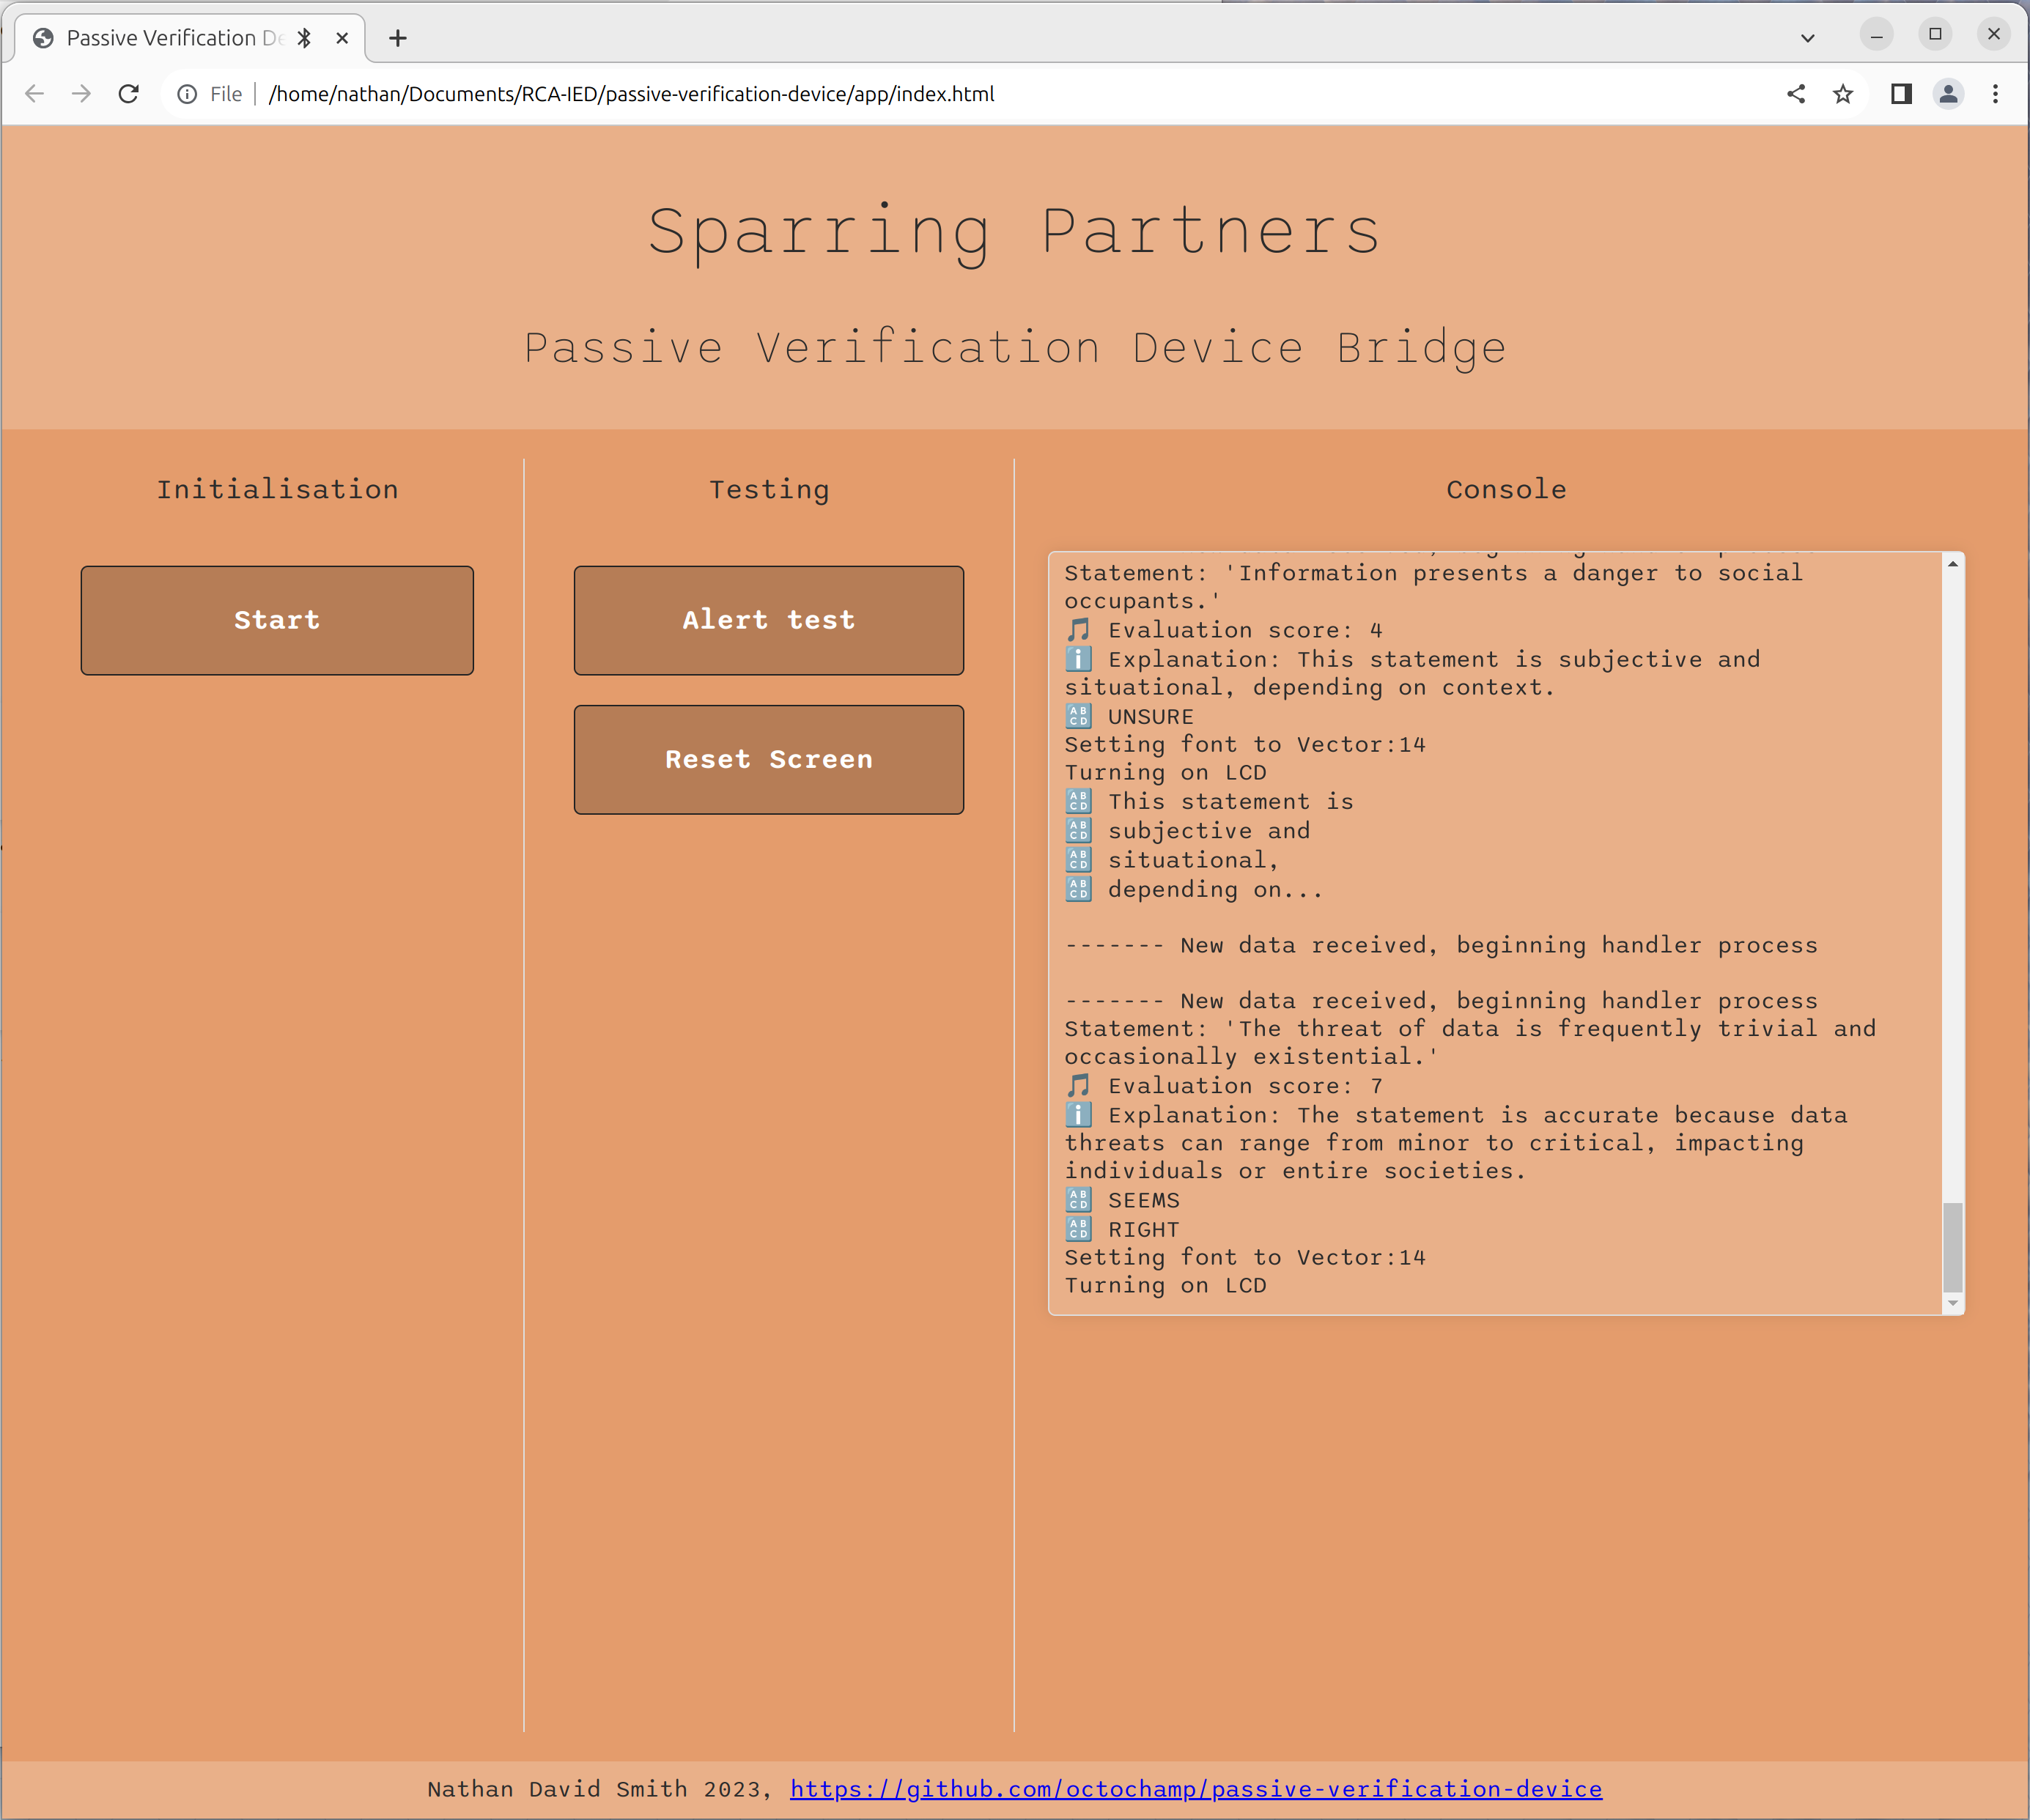 Passive Verification De
File /home/nathan/Documents/RCA-IED/passive-verification-device/app/index.html
Sparring Partners
Passive Verification Device Bridge
Initialisation
Start
Testing
Alert test
Reset Screen
Console
Statement: 'Information presents a danger to social
occupants.'
🎵 Evaluation score: 4
ℹ️ Explanation: This statement is subjective and
situational, depending on context.
🔠 UNSURE
Setting font to Vector:14
Turning on LCD
🔠 This statement is
🔠 subjective and
🔠 situational,
🔠 depending on...
------- New data received, beginning handler process
------- New data received, beginning handler process
Statement: 'The threat of data is frequently trivial and
occasionally existential.'
🎵 Evaluation score: 7
ℹ️ Explanation: The statement is accurate because data
threats can range from minor to critical, impacting
individuals or entire societies.
🔠 SEEMS
🔠 RIGHT
Setting font to Vector:14
Turning on LCD
Nathan David Smith 2023, https://github.com/octochamp/passive-verification-device